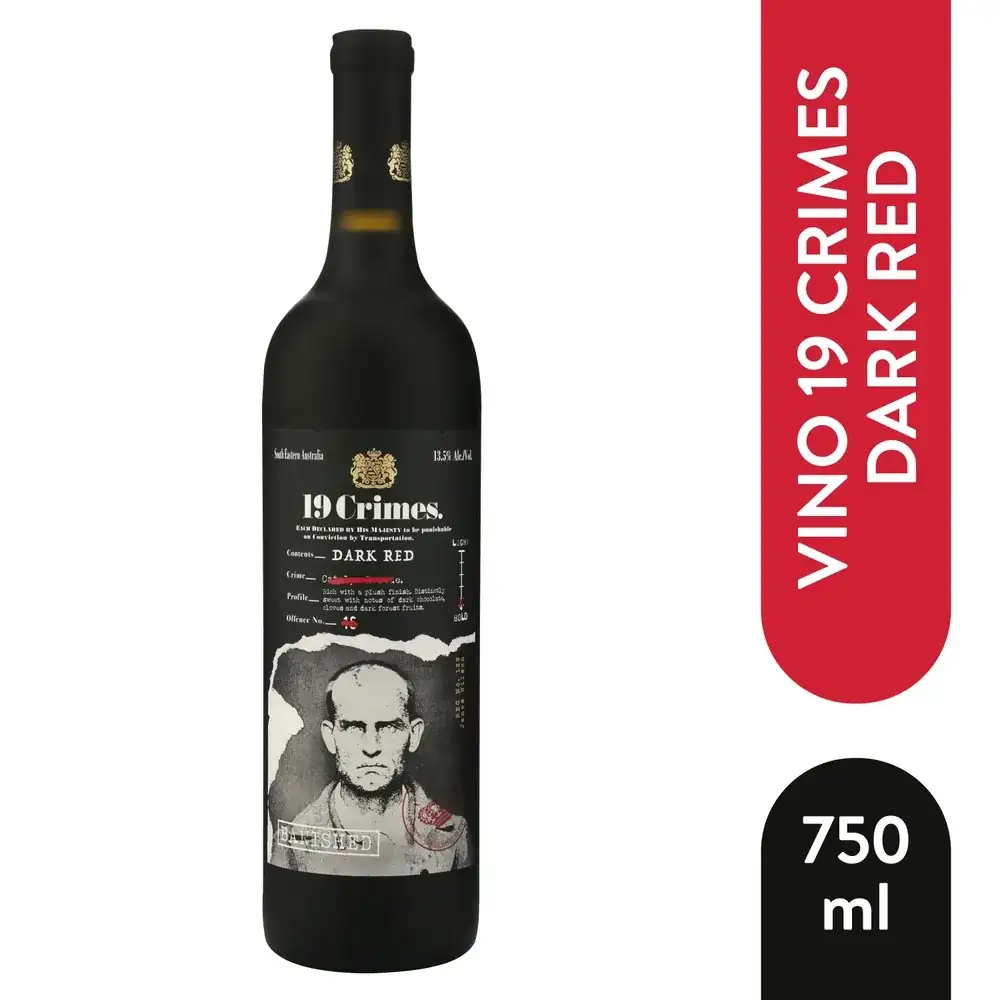 South Eastern Australia
13.5% Alc./Vol.
19 Crimes.
EACH DECLARED BY HIS MAJESTY to be punishable
on Conviction by Transportation.
LIGHT
Contents DARK RED
Crime
Profile Rich with a plush finish. Distinctly
sweet with notes of dark chocolate,
cloves and dark forest fruits.
Offence No.
BOLD
BANISHED
VINO 19 CRIMES
DARK RED
750
ml